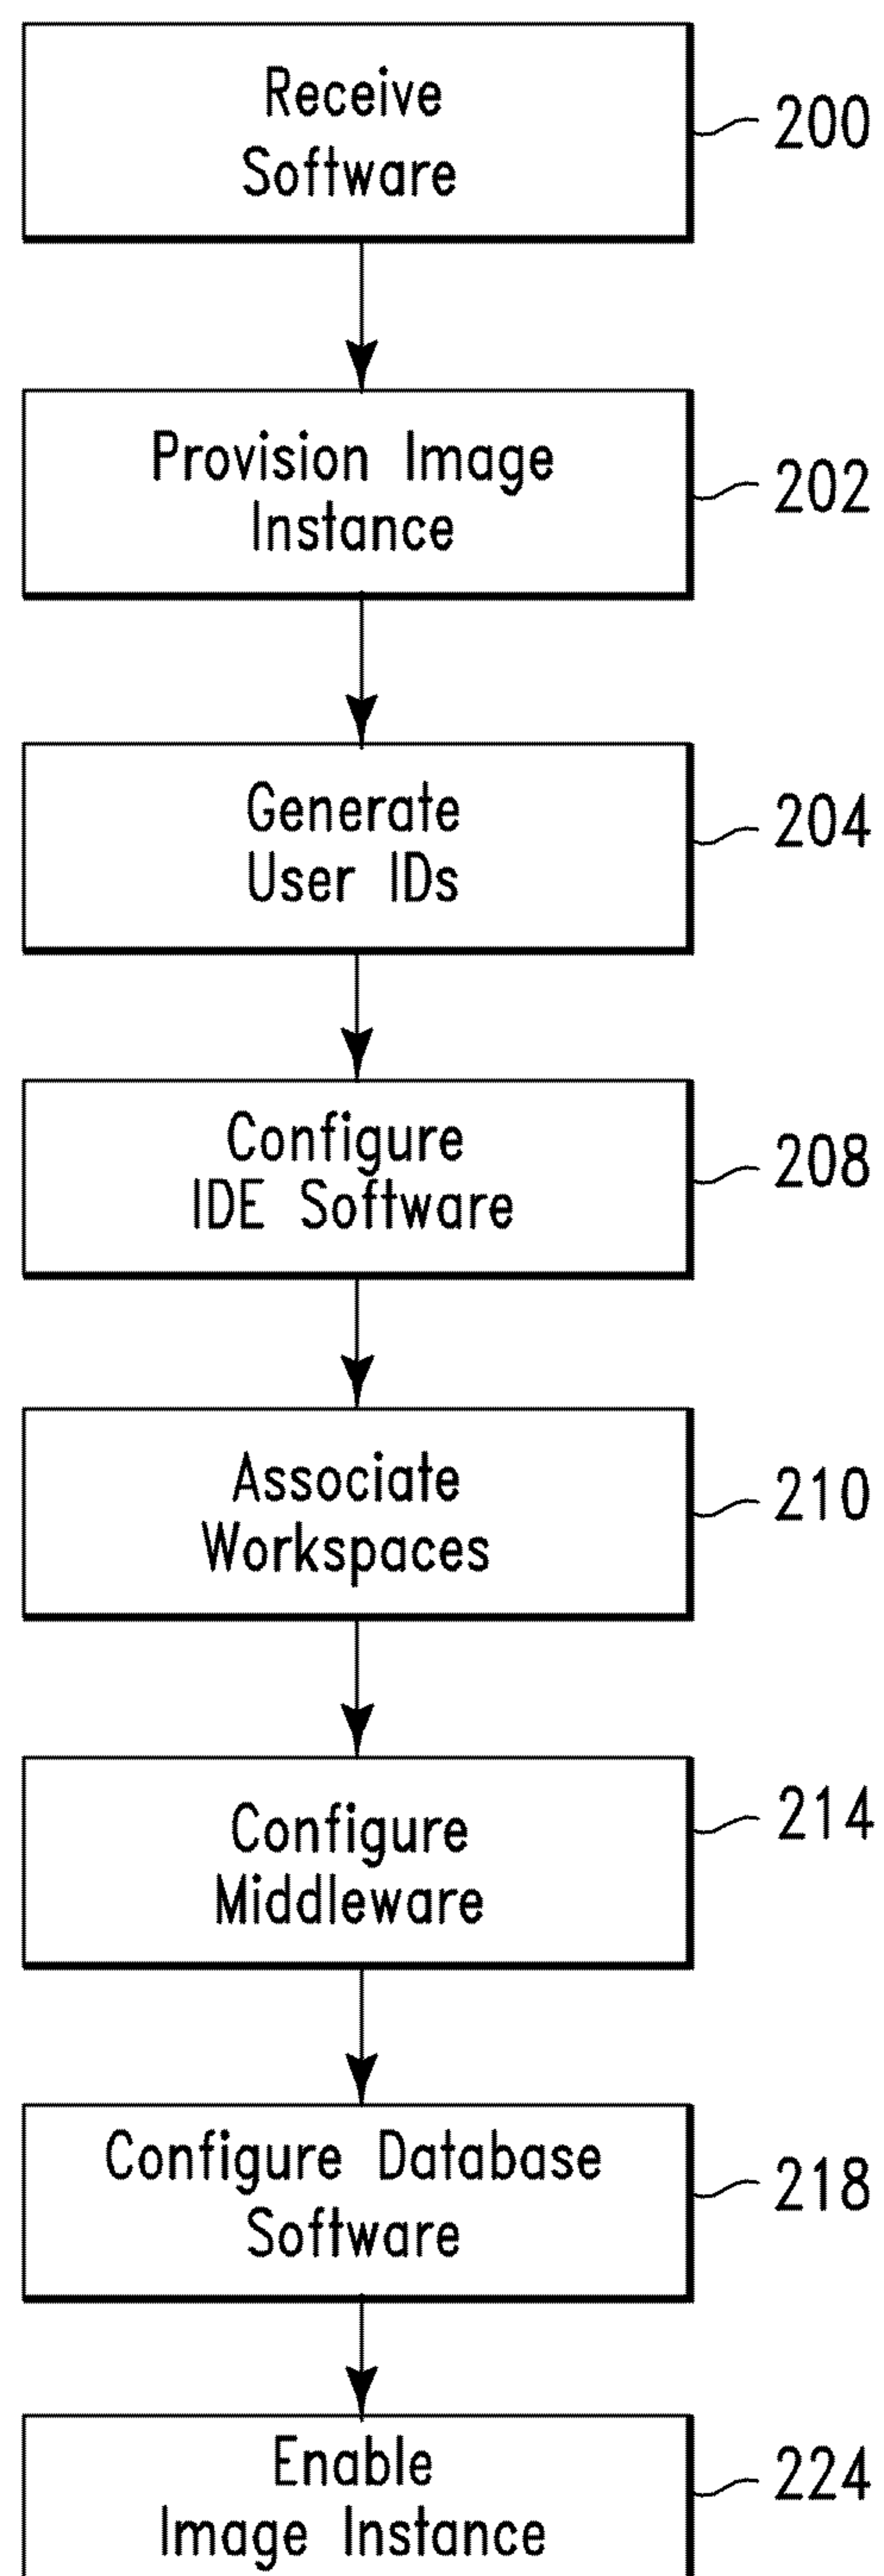 Receive
Software
200
Provision Image
Instance
202
Generate
User IDs
204
Configure
IDE Software
208
Associate
Workspaces
210
Configure
Middleware
214
Configure Database
Software
218
Enable
Image Instance
224